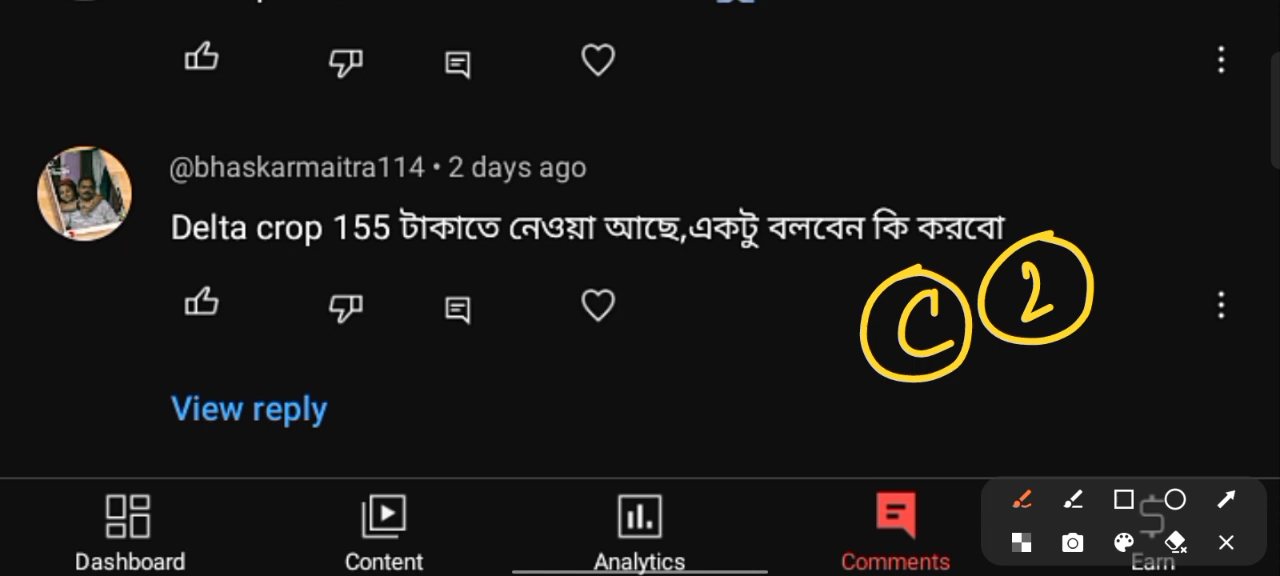 @bhaskarmaitra114 • 2 days ago
Delta crop 155 টাকাতে নেওয়া আছে,একটু বলবেন কি করবো
C 2
View reply
Dashboard Content Analytics Comments Earn